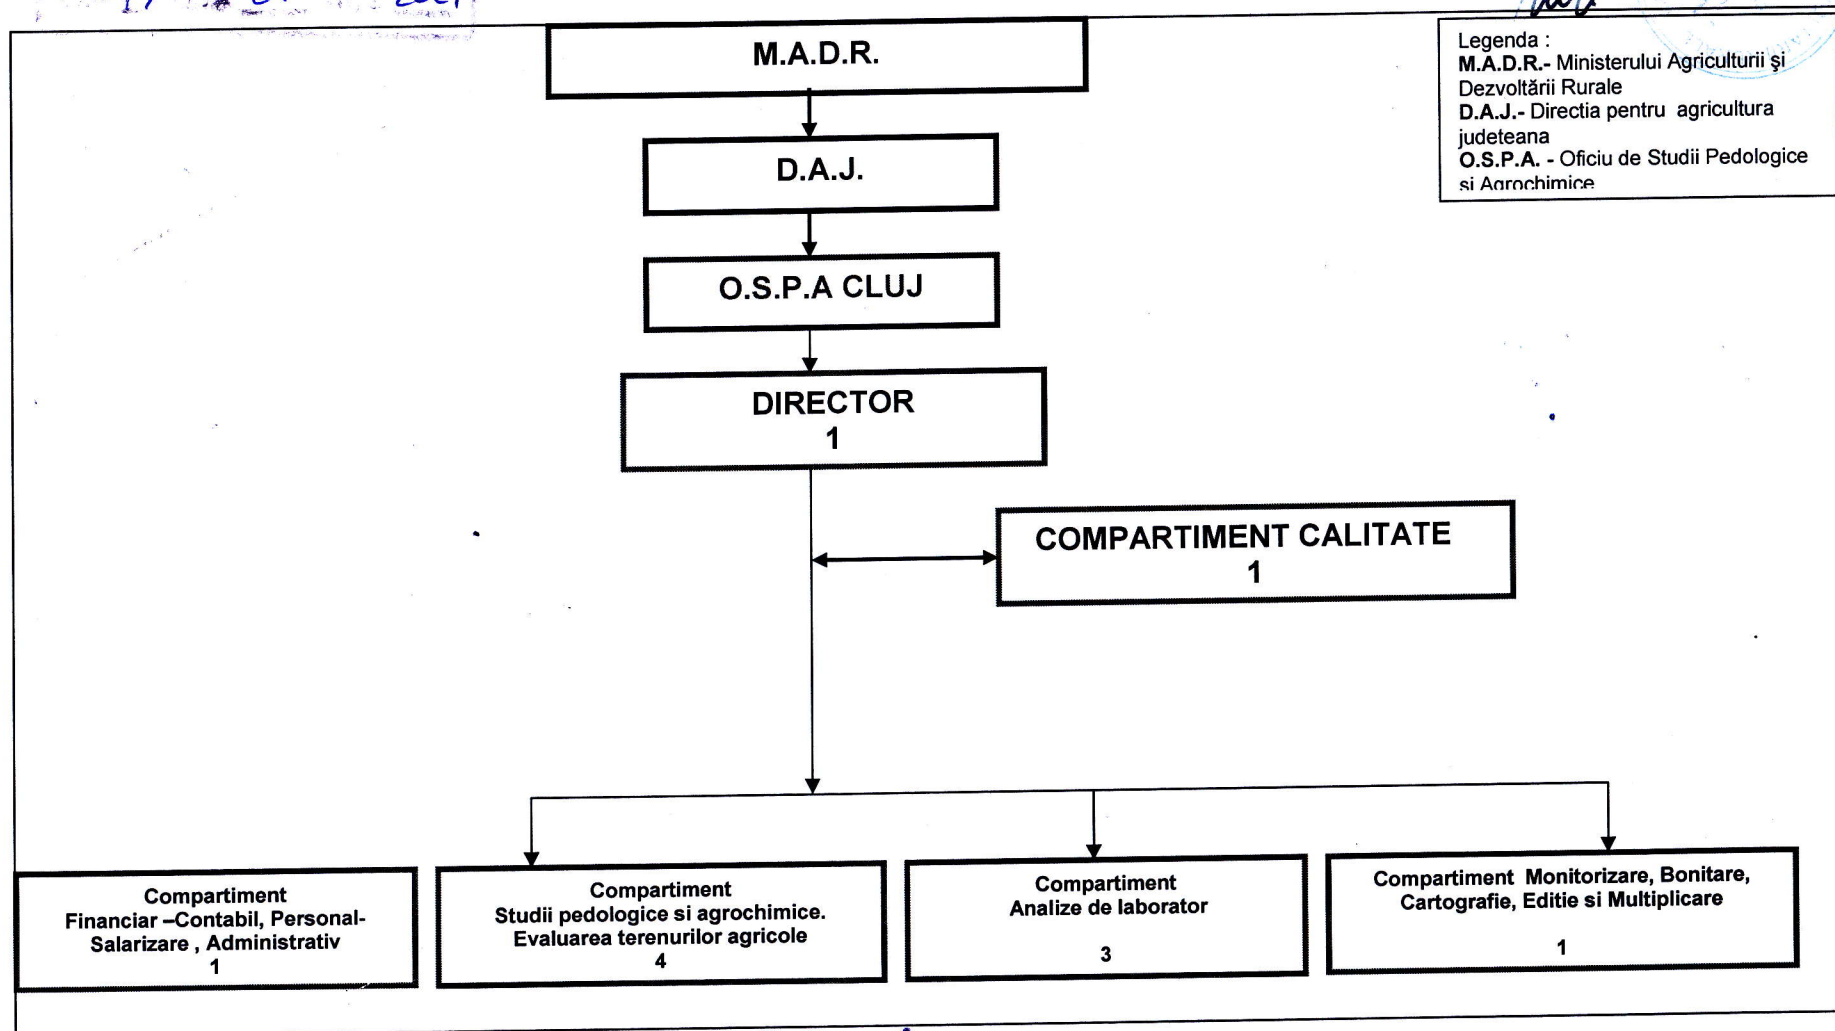 M.A.D.R.
Legenda :
M.A.D.R.- Ministerului Agriculturii şi
Dezvoltării Rurale
D.A.J.- Directia pentru agricultura
judeteana
O.S.P.A. - Oficiu de Studii Pedologice
si Agrochimice
D.A.J.
O.S.P.A CLUJ
DIRECTOR
1
COMPARTIMENT CALITATE
1
Compartiment
Financiar –Contabil, Personal-
Salarizare , Administrativ
1
Compartiment
Studii pedologice si agrochimice.
Evaluarea terenurilor agricole
4
Compartiment
Analize de laborator
3
Compartiment Monitorizare, Bonitare,
Cartografie, Editie si Multiplicare
1